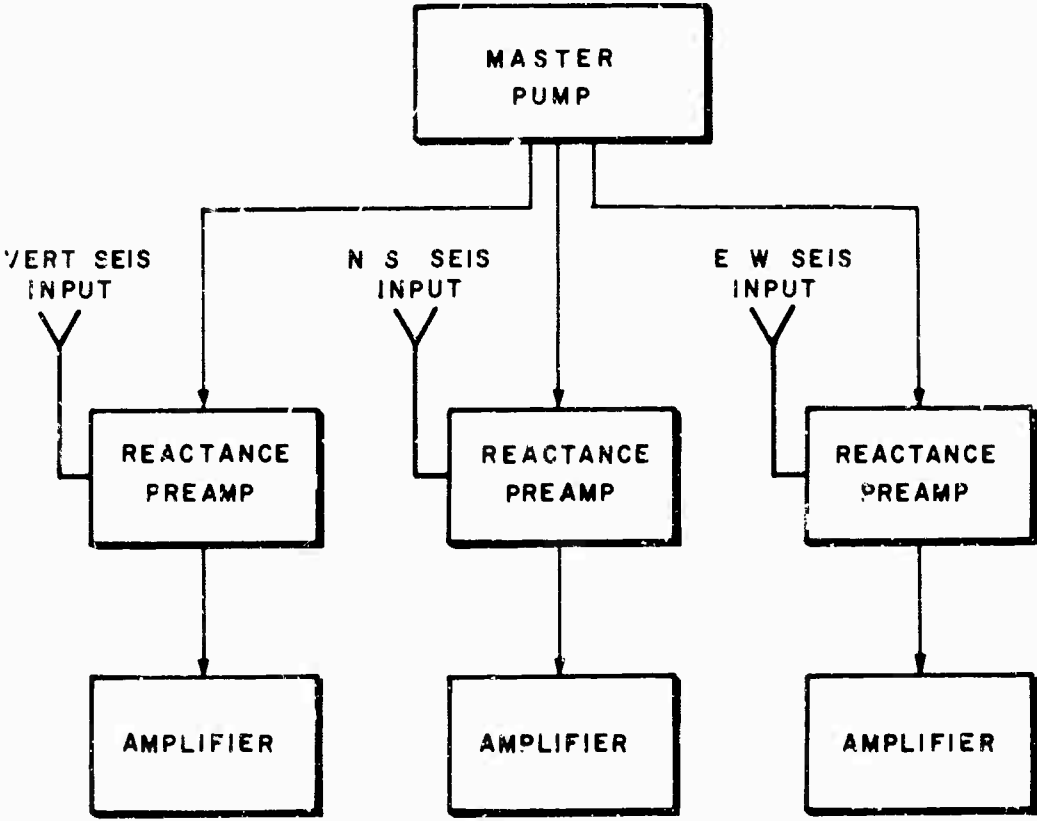 MASTER
PUMP
VERT SEIS
INPUT
N S SEIS
INPUT
E W SEIS
INPUT
REACTANCE
PREAMP
REACTANCE
PREAMP
REACTANCE
PREAMP
AMPLIFIER
AMPLIFIER
AMPLIFIER